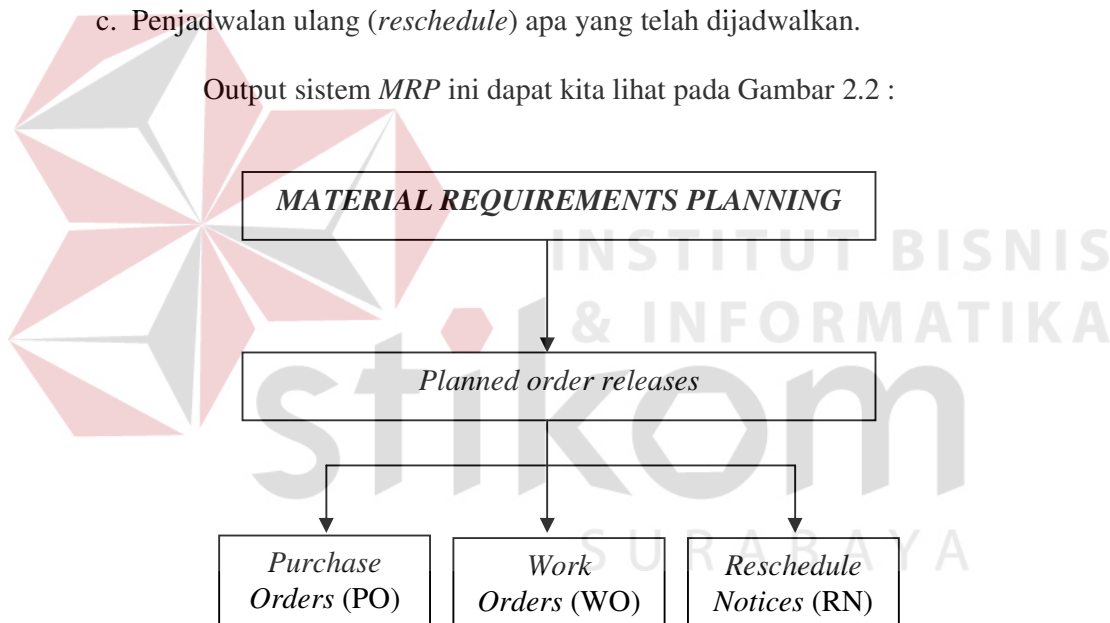 c. Penjadwalan ulang (reschedule) apa yang telah dijadwalkan.
Output sistem MRP ini dapat kita lihat pada Gambar 2.2 :
MATERIAL REQUIREMENTS PLANNING
INSTITUT BISNIS
& INFORMATIKA
Planned order releases
stikom
SURABAYA
Purchase
Orders (PO)
Work
Orders (WO)
Reschedule
Notices (RN)